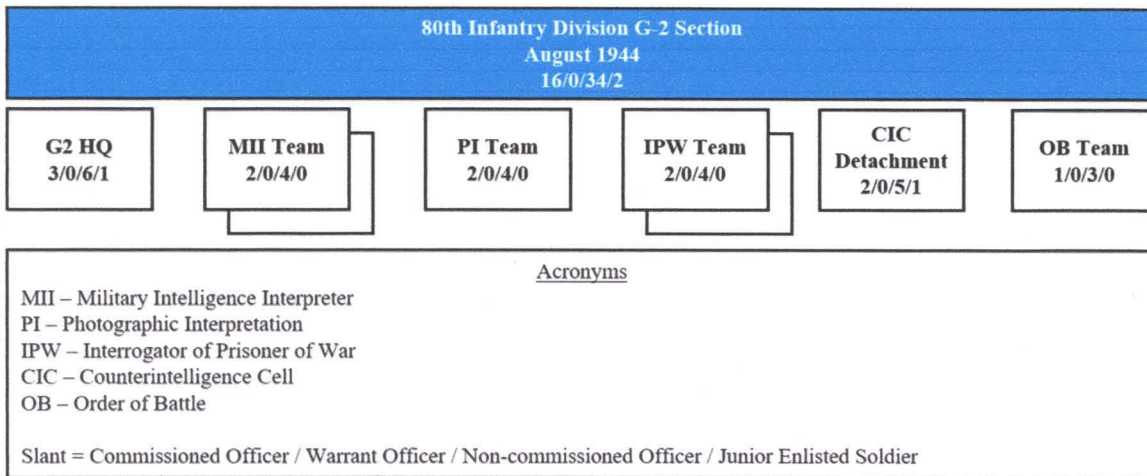 80th Infantry Division G-2 Section
August 1944
16/0/34/2
G2 HQ
3/0/6/1
MII Team
2/0/4/0
PI Team
2/0/4/0
IPW Team
2/0/4/0
CIC
Detachment
2/0/5/1
OB Team
1/0/3/0
Acronyms
MII – Military Intelligence Interpreter
PI – Photographic Interpretation
IPW – Interrogator of Prisoner of War
CIC – Counterintelligence Cell
OB – Order of Battle
Slant = Commissioned Officer / Warrant Officer / Non-commissioned Officer / Junior Enlisted Soldier